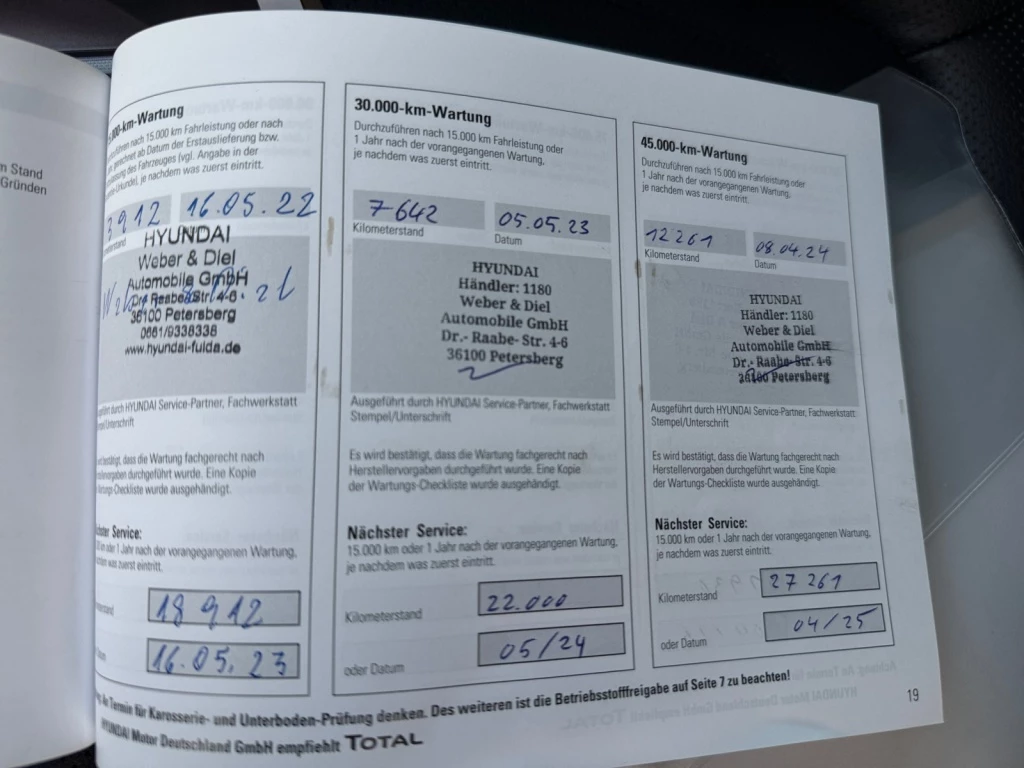 m Stand
Gründen
.000-km-Wartung
nach 15.000 km Fahrleistung oder nach
gerechnet ab Datum der Erstauslieferung bzw.
des Fahrzeuges (vgl. Angabe in der
je nachdem was zuerst eintritt.
3912 16.05.22
HYUNDAI
Weber & Diel
Automobile GmbH
Dr. Raabe-Str. 4-6
36100 Petersberg
0661/9338338
www.hyundai-fulda.de
durch HYUNDAI Service-Partner, Fachwerkstatt
bestätigt, dass die Wartung fachgerecht nach
durchgeführt wurde. Eine Kopie
Wartungs-Checkliste wurde ausgehändigt.
Nächster Service:
oder 1 Jahr nach der vorangegangenen Wartung,
was zuerst eintritt.
18912
16.05.23
30.000-km-Wartung
Durchzuführen nach 15.000 km Fahrleistung oder
1 Jahr nach der vorangegangenen Wartung,
je nachdem was zuerst eintritt.
7642 05.05.23
Kilometerstand Datum
HYUNDAI
Händler: 1180
Weber & Diel
Automobile GmbH
Dr.- Raabe- Str. 4-6
36100 Petersberg
Ausgeführt durch HYUNDAI Service-Partner, Fachwerkstatt
Stempel/Unterschrift
Es wird bestätigt, dass die Wartung fachgerecht nach
Herstellervorgaben durchgeführt wurde. Eine Kopie
der Wartungs-Checkliste wurde ausgehändigt.
Nächster Service:
15.000 km oder 1 Jahr nach der vorangegangenen Wartung,
je nachdem was zuerst eintritt.
Kilometerstand 22.000
oder Datum 05/24
45.000-km-Wartung
Durchzuführen nach 15.000 km Fahrleistung oder
1 Jahr nach der vorangegangenen Wartung,
je nachdem was zuerst eintritt.
12261 08.04.24
Kilometerstand Datum
HYUNDAI
Händler: 1180
Weber & Diel
Automobile GmbH
Dr.- Raabe-Str. 4-6
36100 Petersberg
Ausgeführt durch HYUNDAI Service-Partner, Fachwerkstatt
Stempel/Unterschrift
Es wird bestätigt, dass die Wartung fachgerecht nach
Herstellervorgaben durchgeführt wurde. Eine Kopie
der Wartungs-Checkliste wurde ausgehändigt.
Nächster Service:
15.000 km oder 1 Jahr nach der vorangegangenen Wartung,
je nachdem was zuerst eintritt.
Kilometerstand 27261
oder Datum 04/25
An Termin für Karosserie- und Unterboden-Prüfung denken. Des weiteren ist die Betriebsstofffreigabe auf Seite 7 zu beachten!
HYUNDAI Motor Deutschland GmbH empfiehlt TOTAL
19